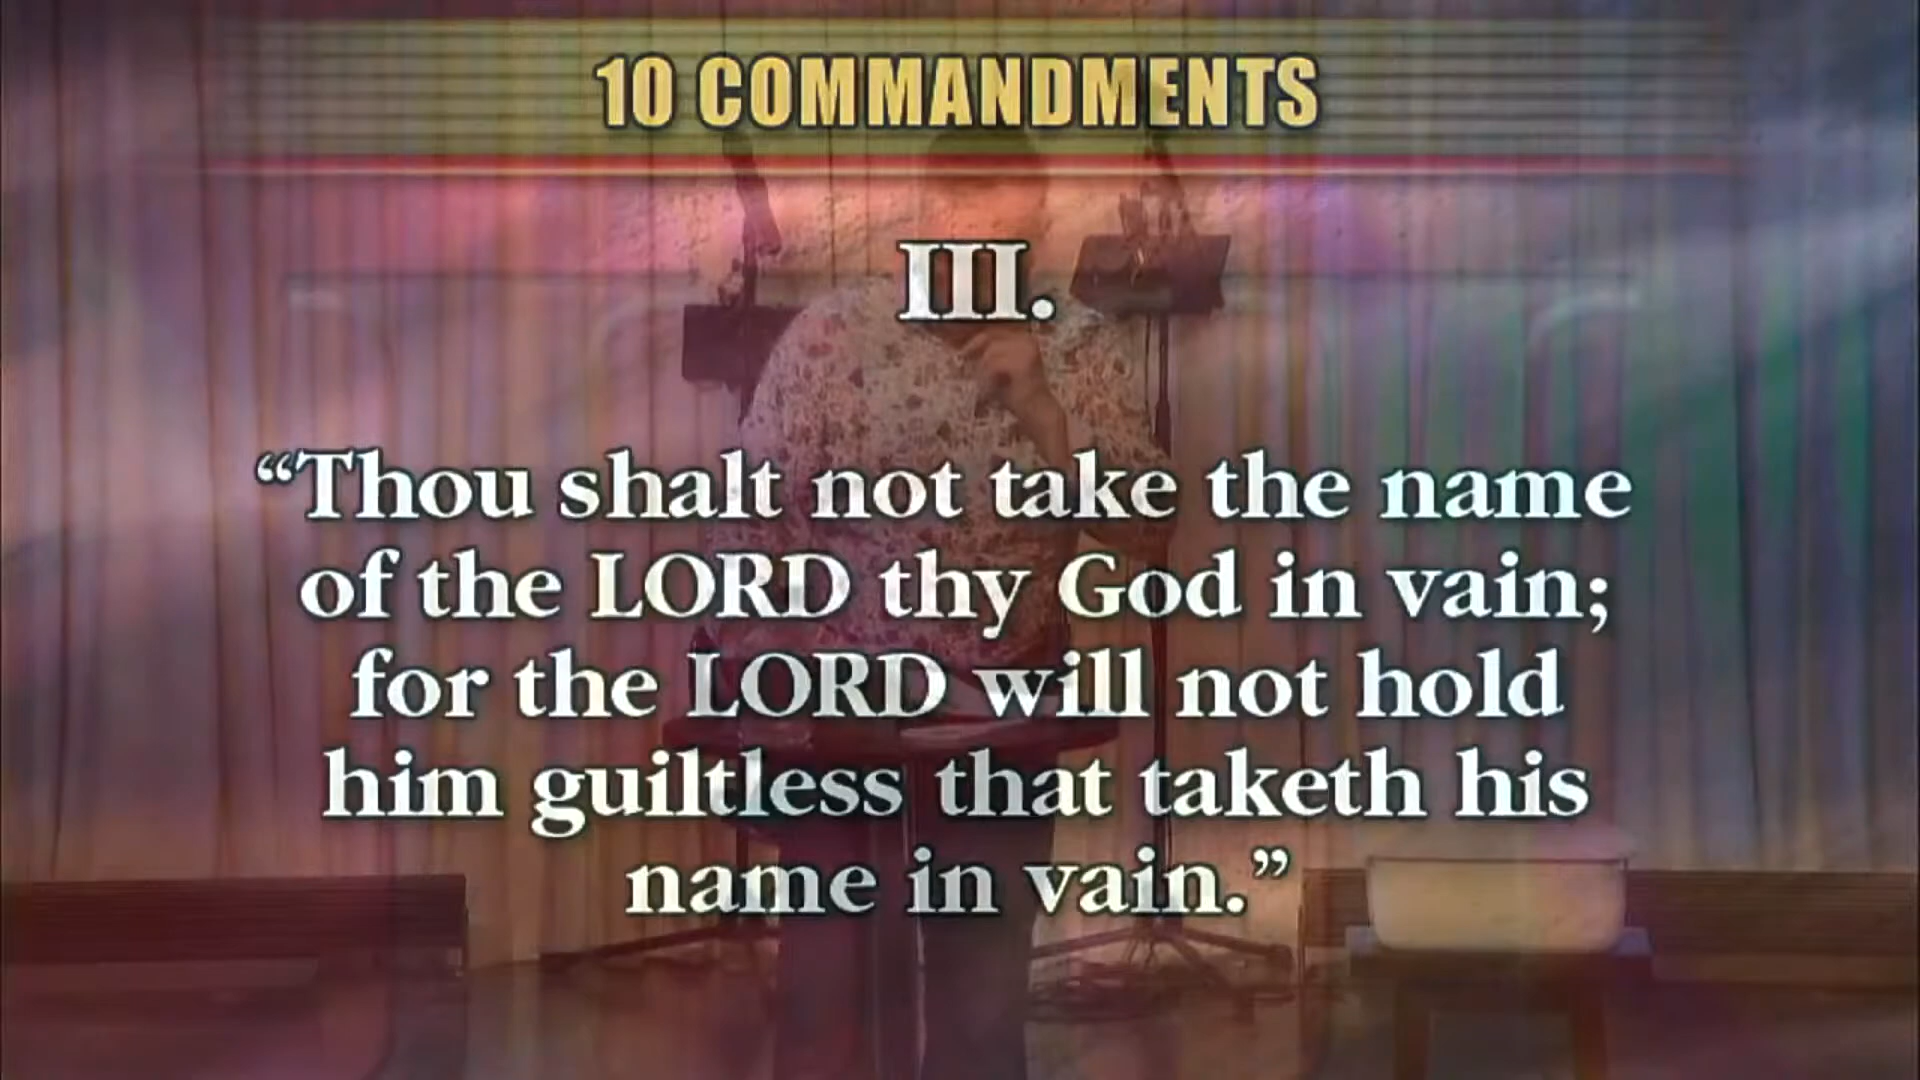 10 COMMANDMENTS
III.
“Thou shalt not take the name
of the LORD thy God in vain;
for the LORD will not hold
him guiltless that taketh his
name in vain.”